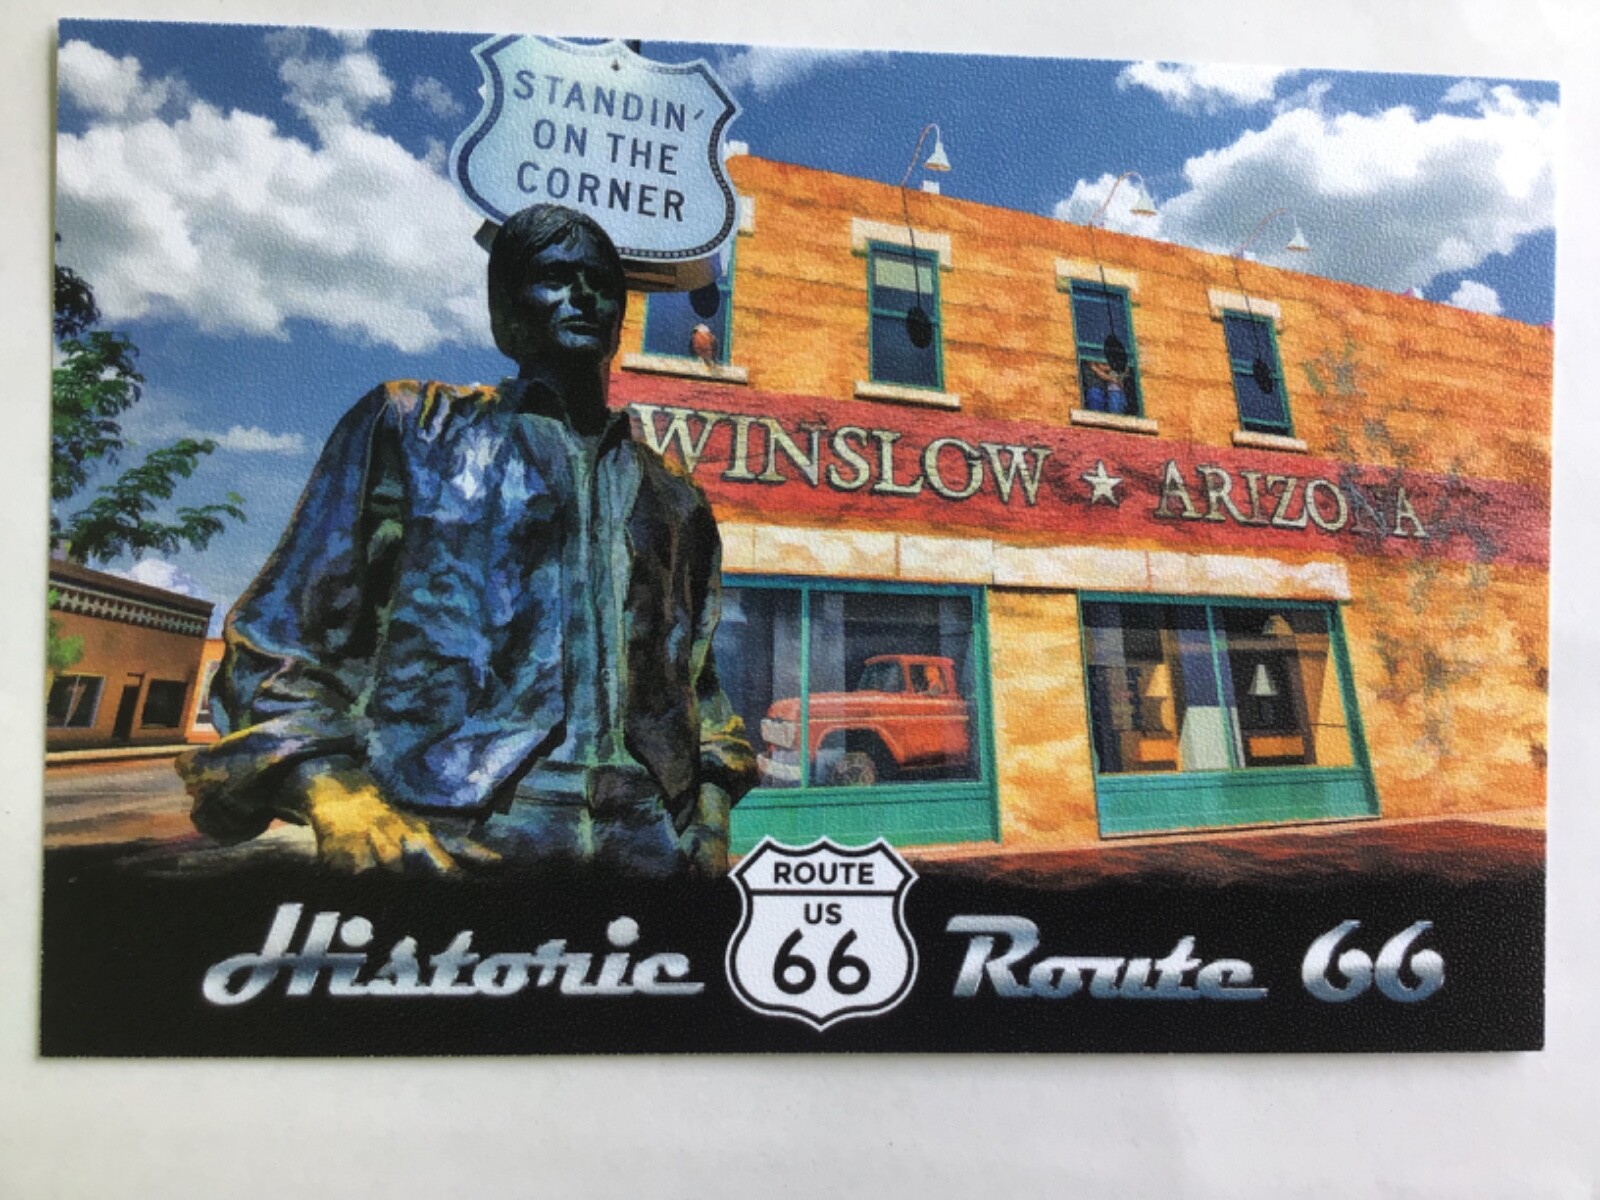 STANDIN'
ON THE
CORNER
WINSLOW ★ ARIZONA
ROUTE
US
66
Historic Route 66